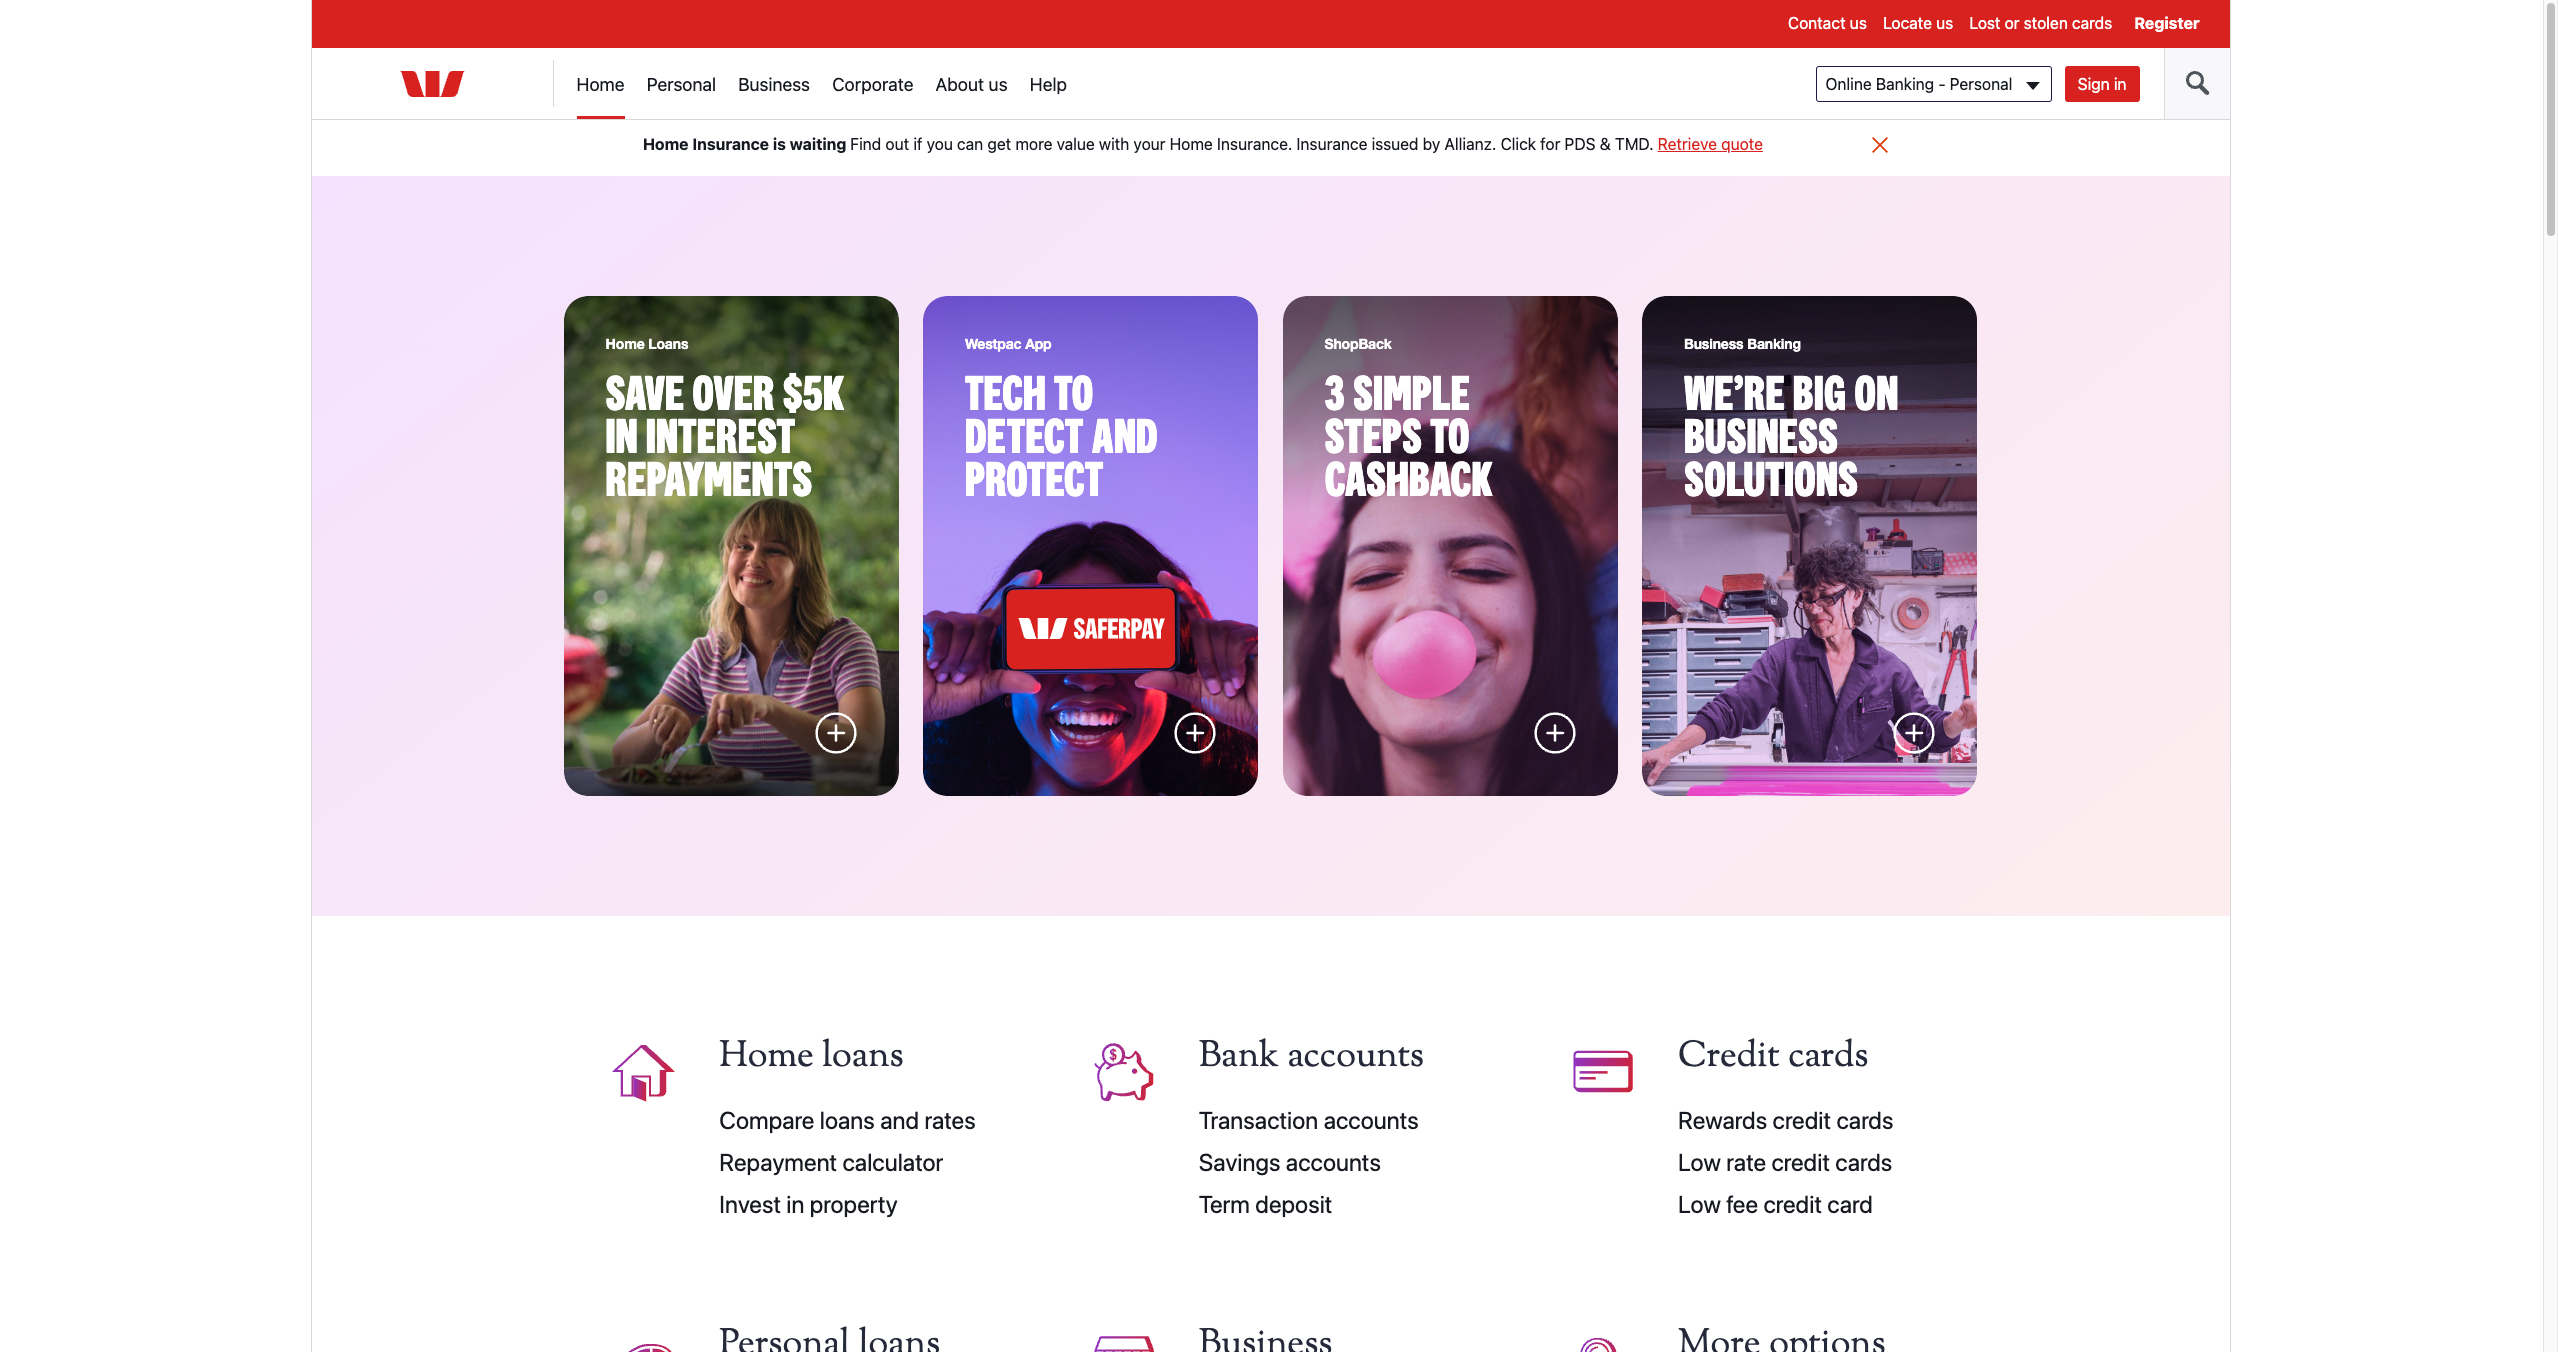 Contact us Locate us Lost or stolen cards Register
Home Personal Business Corporate About us Help
Online Banking - Personal Sign in
Home Insurance is waiting Find out if you can get more value with your Home Insurance. Insurance issued by Allianz. Click for PDS & TMD. Retrieve quote
Home Loans
SAVE OVER $5K
IN INTEREST
REPAYMENTS
Westpac App
TECH TO
DETECT AND
PROTECT
SAFERPAY
ShopBack
3 SIMPLE
STEPS TO
CASHBACK
Business Banking
WE’RE BIG ON
BUSINESS
SOLUTIONS
Home loans
Compare loans and rates
Repayment calculator
Invest in property
Bank accounts
Transaction accounts
Savings accounts
Term deposit
Credit cards
Rewards credit cards
Low rate credit cards
Low fee credit card
Personal loans
Business
More options